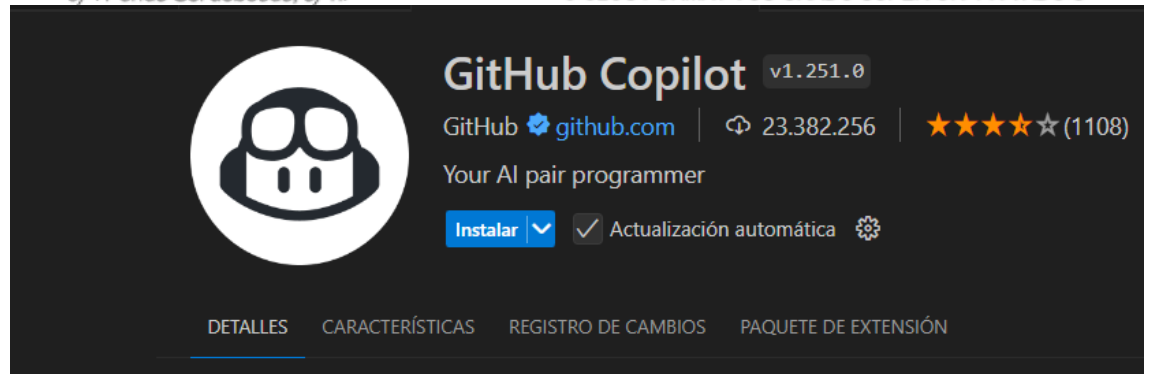 GitHub Copilot v1.251.0
GitHub github.com 23.382.256 (1108)
Your AI pair programmer
Instalar Actualización automática
DETALLES CARACTERÍSTICAS REGISTRO DE CAMBIOS PAQUETE DE EXTENSIÓN